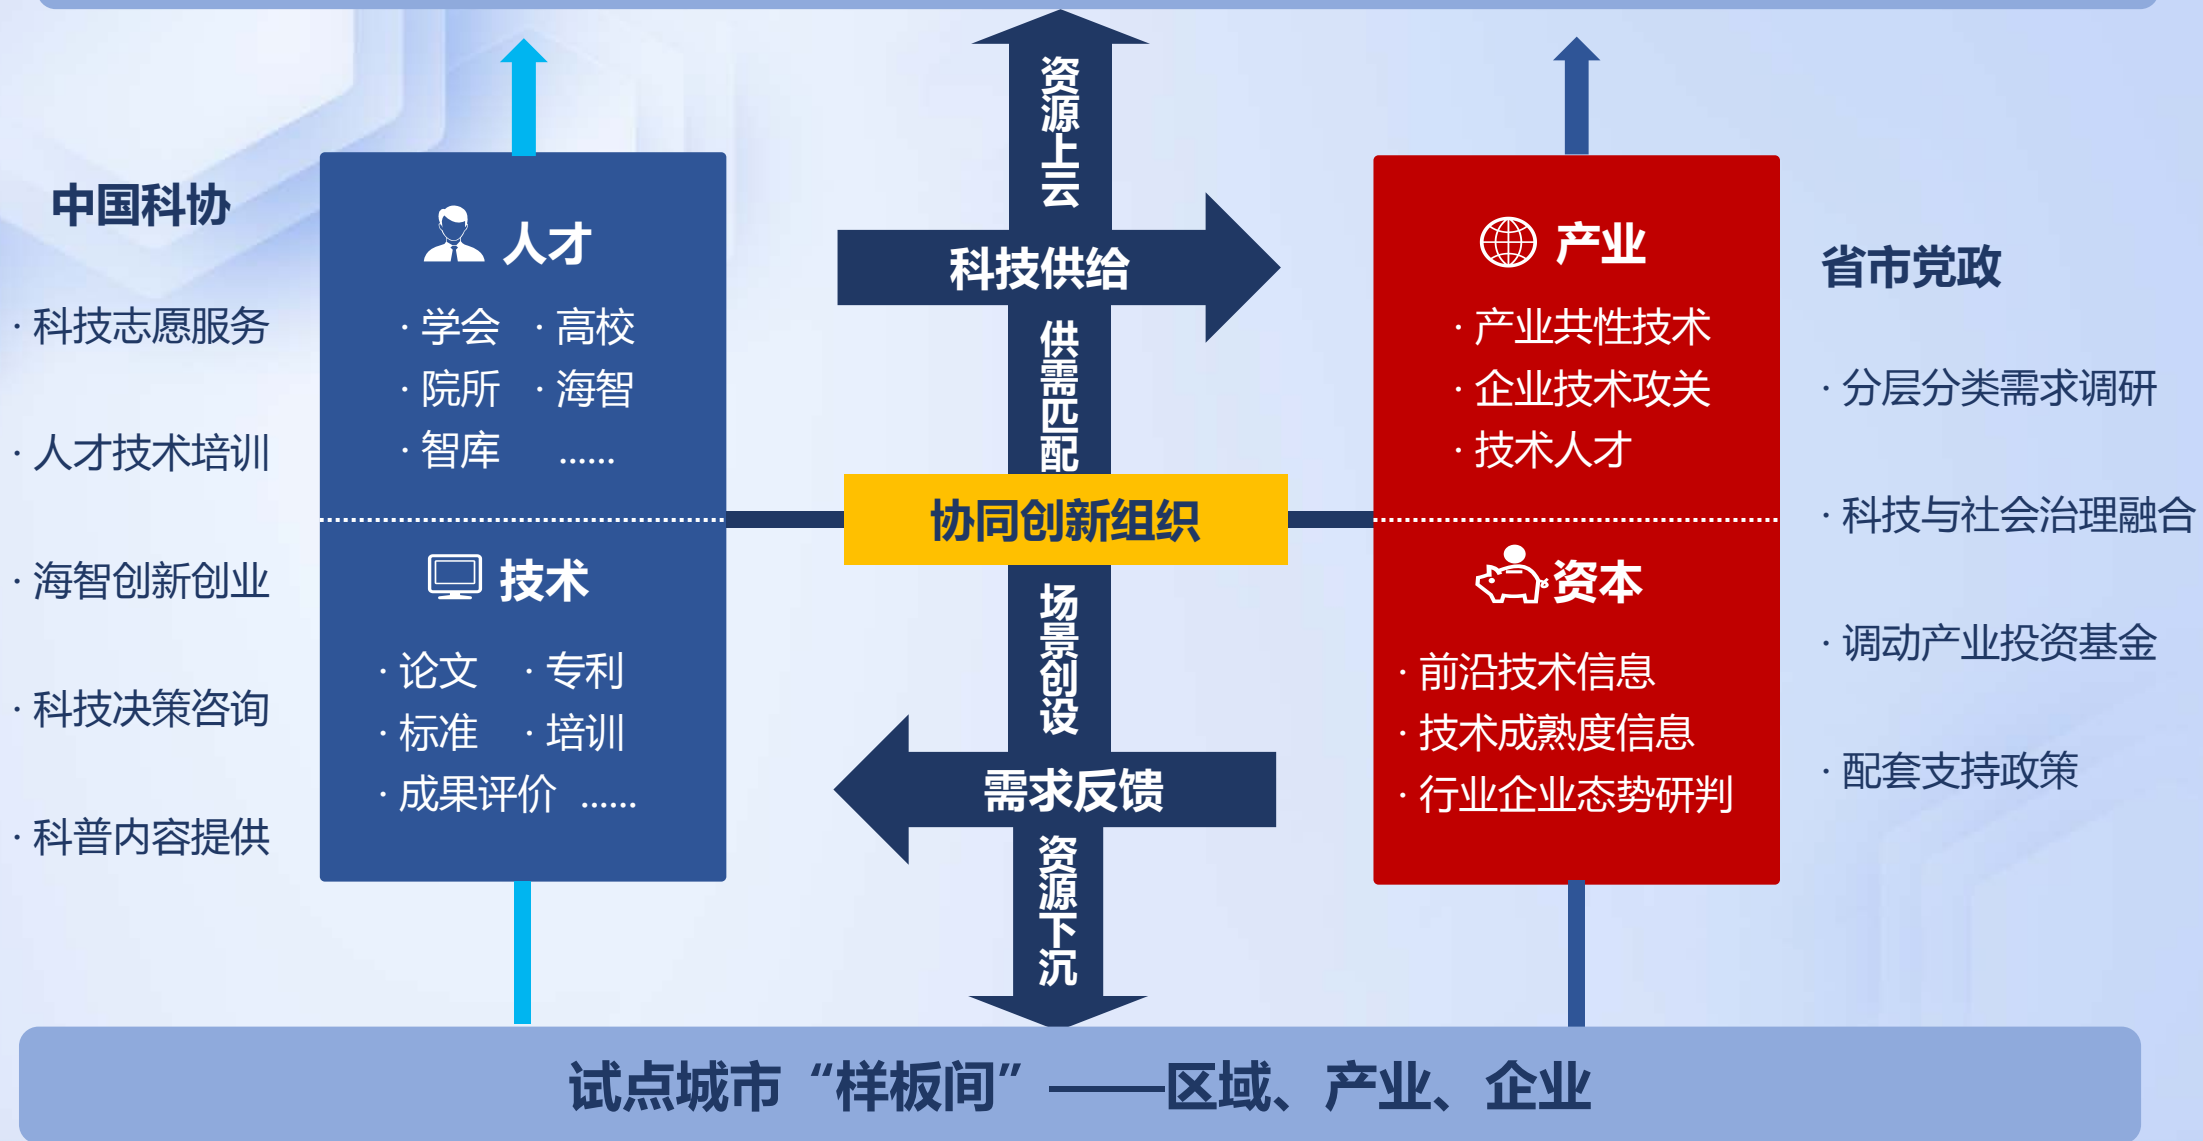 中国科协
· 科技志愿服务
· 人才技术培训
· 海智创新创业
· 科技决策咨询
· 科普内容提供
人才
· 学会 · 高校
· 院所 · 海智
· 智库 ......
技术
· 论文 · 专利
· 标准 · 培训
· 成果评价 ......
资源上云
科技供给
供需匹配
协同创新组织
场景创设
需求反馈
资源下沉
产业
· 产业共性技术
· 企业技术攻关
· 技术人才
资本
· 前沿技术信息
· 技术成熟度信息
· 行业企业态势研判
省市党政
· 分层分类需求调研
· 科技与社会治理融合
· 调动产业投资基金
· 配套支持政策
试点城市“样板间”——区域、产业、企业